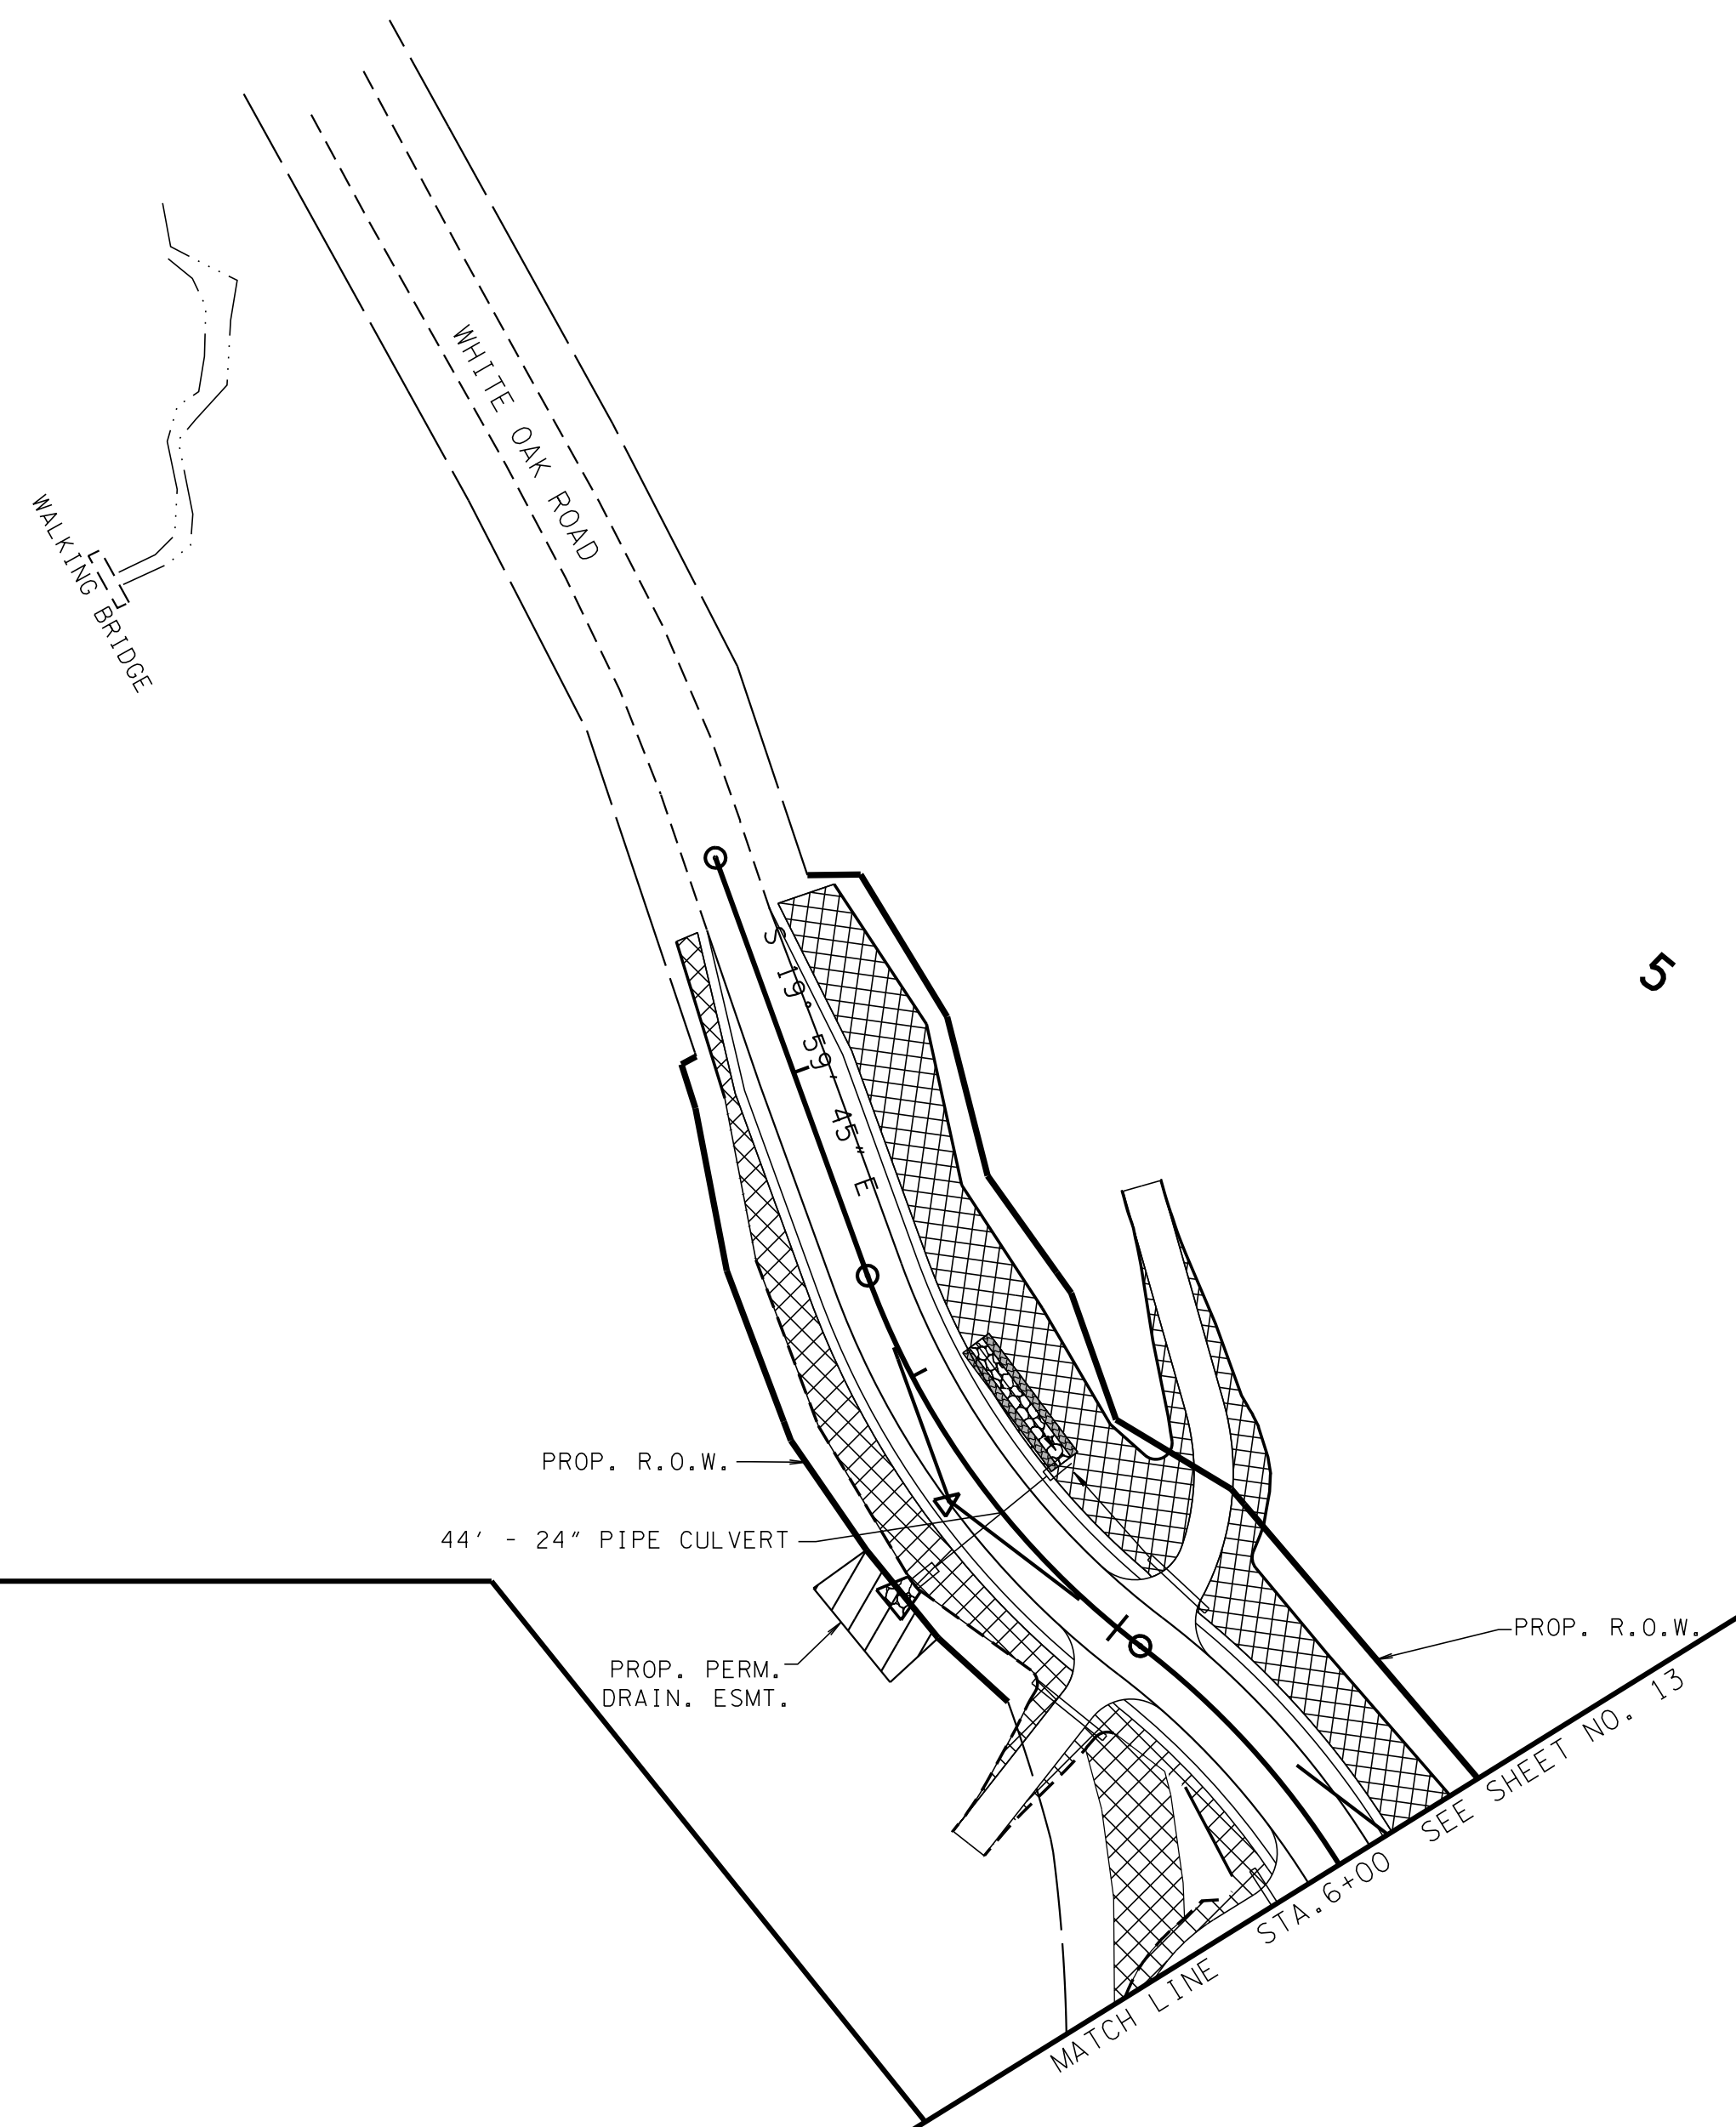 WHITE OAK ROAD
WALKING BRIDGE
S 19° 59' 45" E
5
PROP. R.O.W.
44' - 24" PIPE CULVERT
PROP. PERM.
DRAIN. ESMT.
PROP. R.O.W.
MATCH LINE STA.6+00 SEE SHEET NO. 13